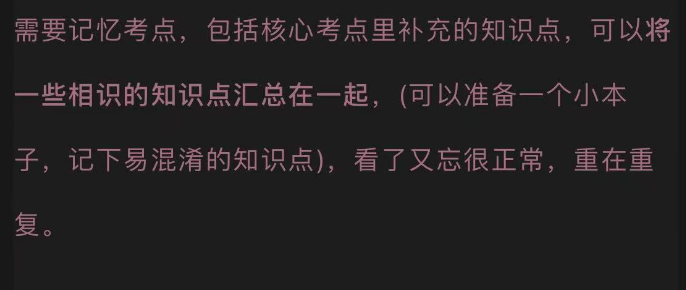 需要记忆考点，包括核心考点里补充的知识点，可以将
一些相识的知识点汇总在一起，(可以准备一个小本
子，记下易混淆的知识点)，看了又忘很正常，重在重
复。